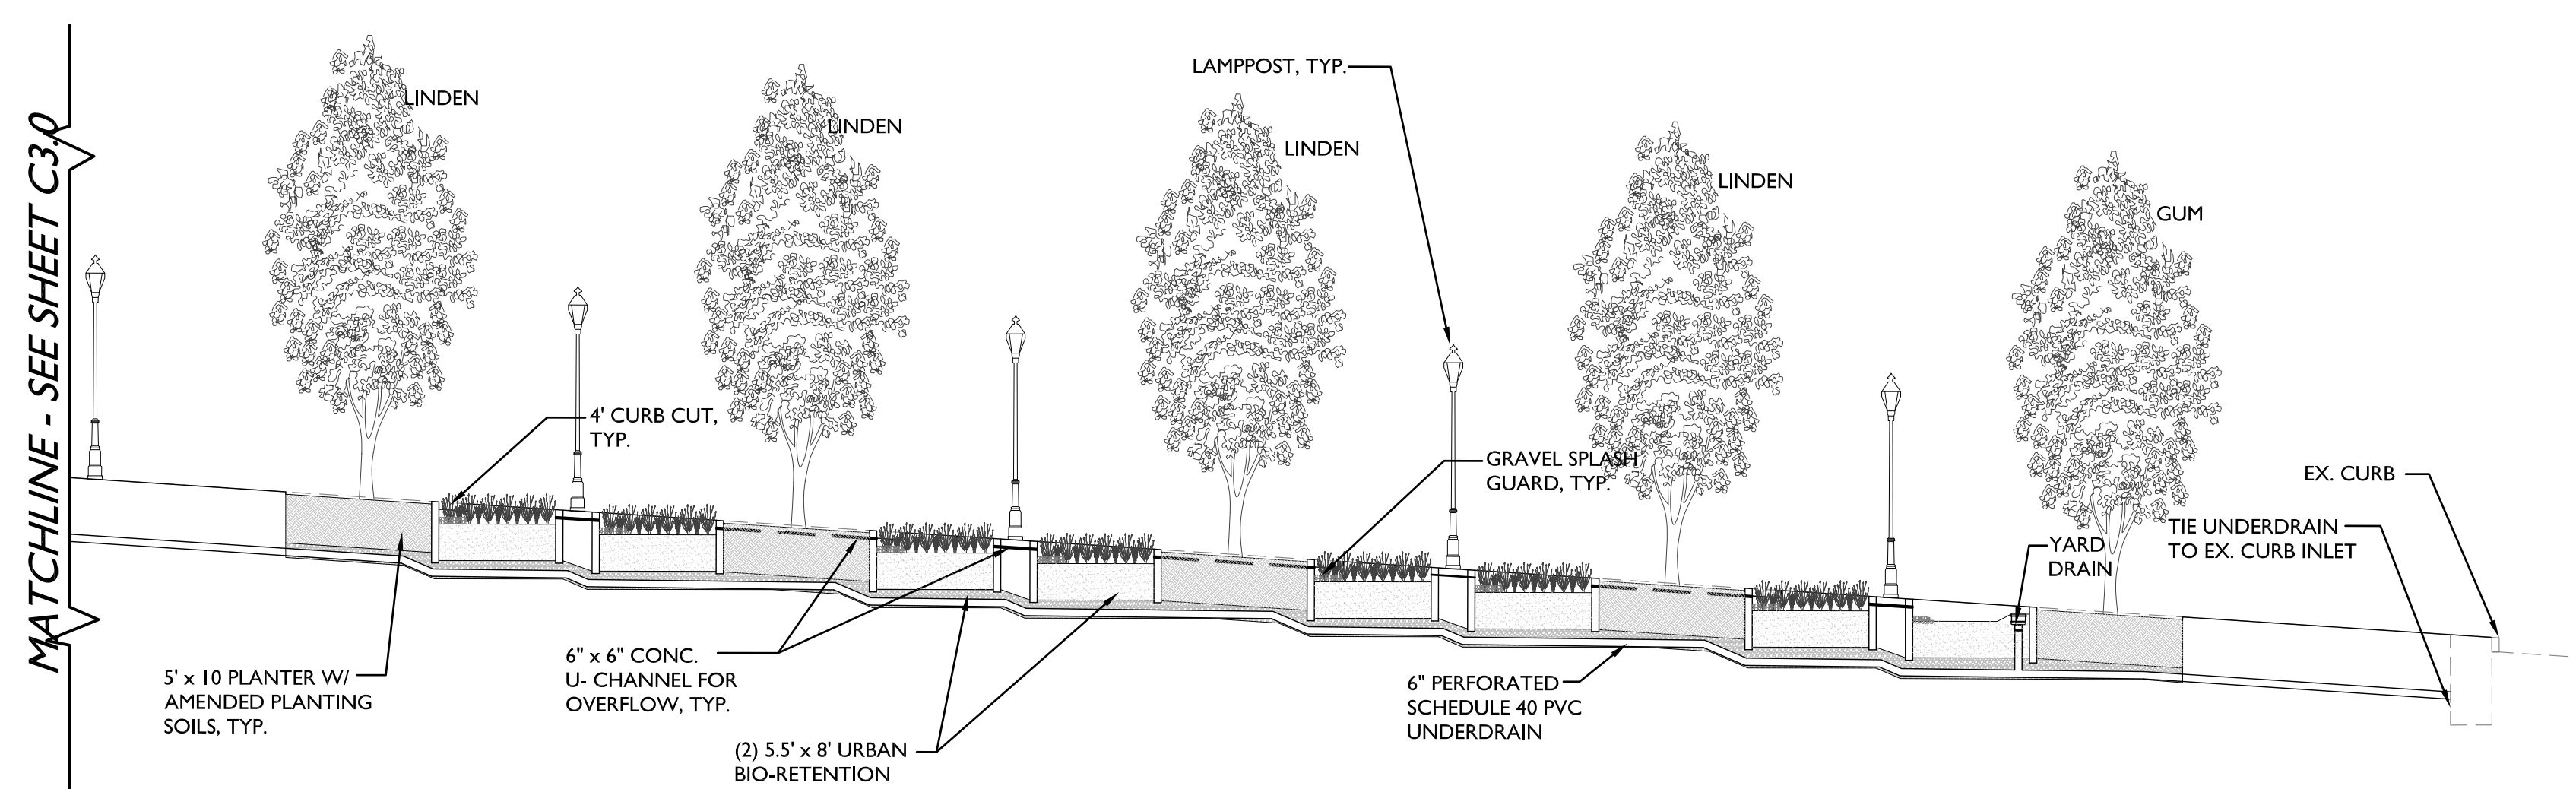 MATCHLINE - SEE SHEET C3.0
LINDEN
LINDEN
LINDEN
LINDEN
GUM
LAMPPOST, TYP.
4' CURB CUT,
TYP.
GRAVEL SPLASH
GUARD, TYP.
EX. CURB
TIE UNDERDRAIN
TO EX. CURB INLET
YARD
DRAIN
5' x 10 PLANTER W/
AMENDED PLANTING
SOILS, TYP.
6" x 6" CONC.
U- CHANNEL FOR
OVERFLOW, TYP.
(2) 5.5' x 8' URBAN
BIO-RETENTION
6" PERFORATED
SCHEDULE 40 PVC
UNDERDRAIN